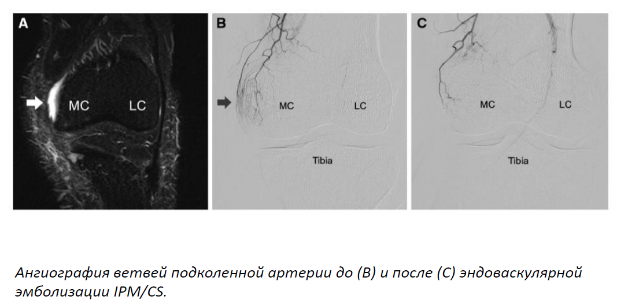 A
B
C
MC
LC
MC
LC
MC
LC
Tibia
Tibia
Ангиография ветвей подколенной артерии до (B) и после (C) эндоваскулярной
эмболизации IPM/CS.